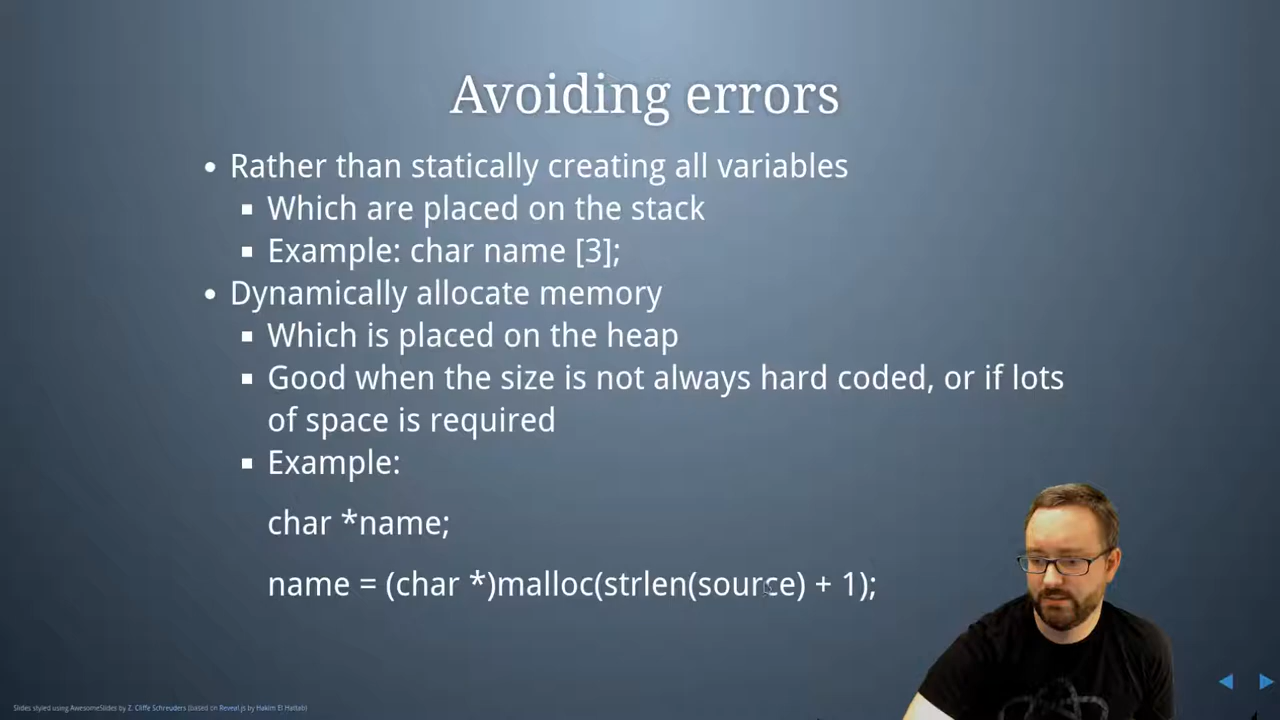 Avoiding errors
• Rather than statically creating all variables
▪ Which are placed on the stack
▪ Example: char name [3];
• Dynamically allocate memory
▪ Which is placed on the heap
▪ Good when the size is not always hard coded, or if lots
of space is required
▪ Example:
char *name;
name = (char *)malloc(strlen(source) + 1);
Slides styled using AwesomeSlides by Z. Cliffe Schreuders (based on Reveal.js by Hakim El Hattab)